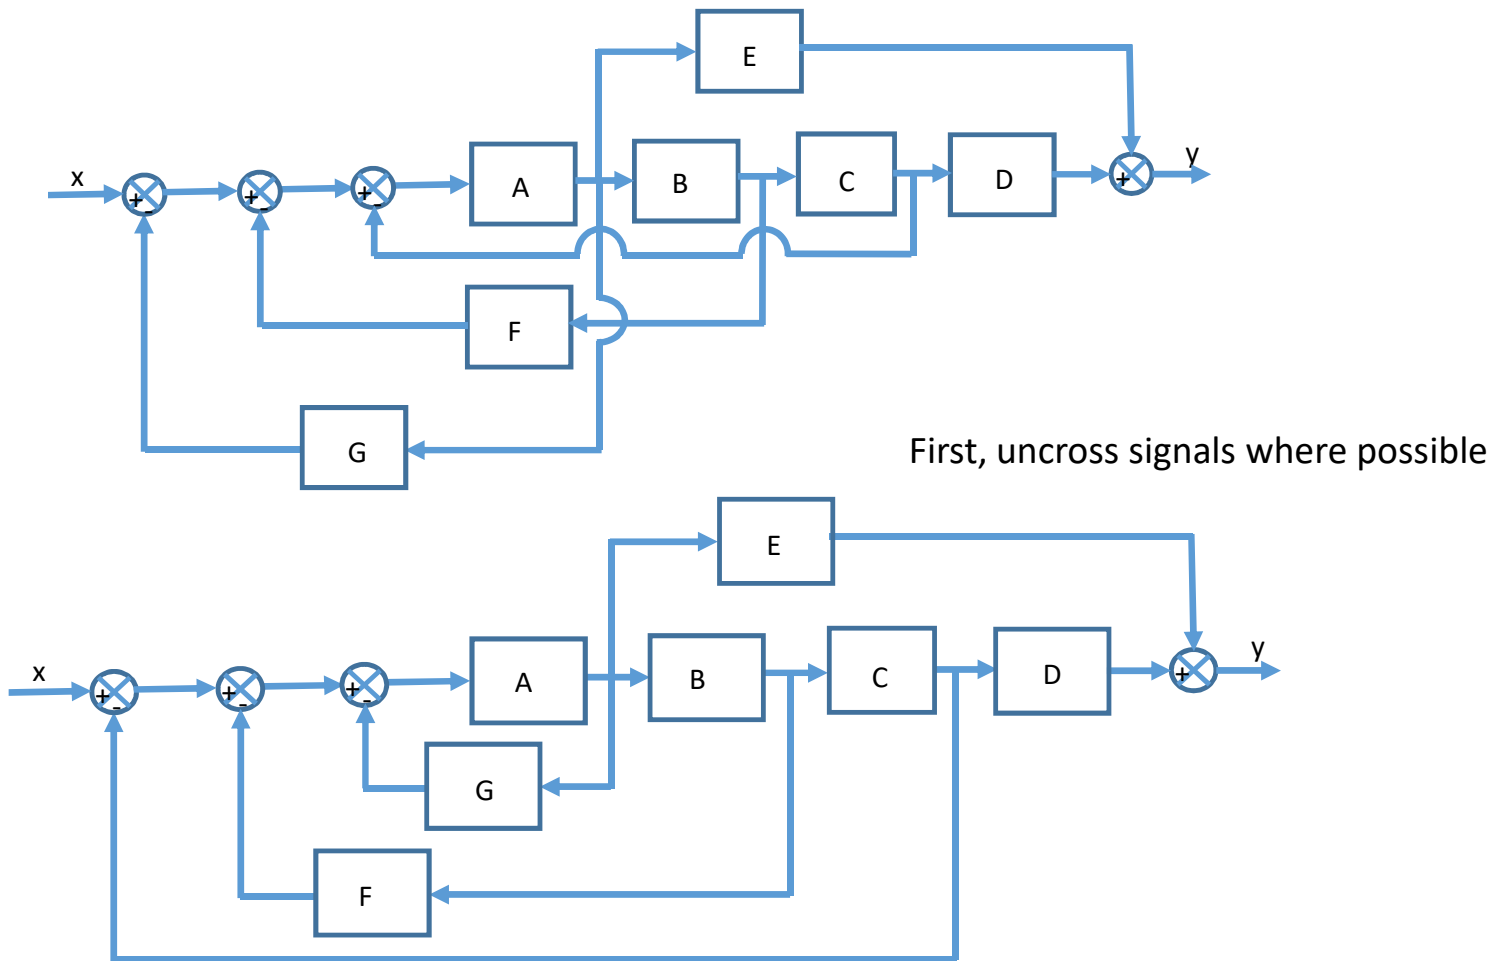 E
x
+
-
+
-
+
-
A
B
C
D
+
y
F
G
First, uncross signals where possible
E
x
+
-
+
-
+
-
A
B
C
D
+
y
G
F